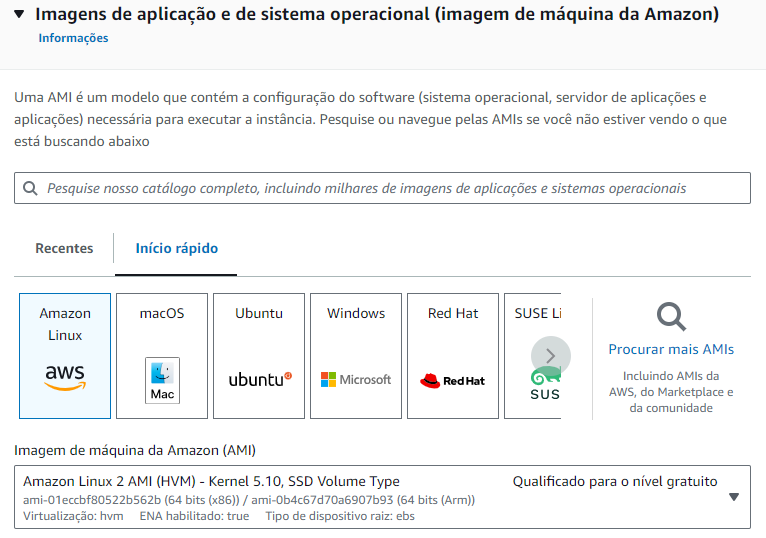 Imagens de aplicação e de sistema operacional (imagem de máquina da Amazon)
Informações
Uma AMI é um modelo que contém a configuração do software (sistema operacional, servidor de aplicações e
aplicações) necessária para executar a instância. Pesquise ou navegue pelas AMIs se você não estiver vendo o que
está buscando abaixo
Pesquise nosso catálogo completo, incluindo milhares de imagens de aplicações e sistemas operacionais
Recentes
Início rápido
Amazon
Linux
aws
macOS
Mac
Ubuntu
ubuntu
Windows
Microsoft
Red Hat
Red Hat
SUSE Li
SUS
Procurar mais AMIs
Incluindo AMIs da
AWS, do Marketplace e
da comunidade
Imagem de máquina da Amazon (AMI)
Amazon Linux 2 AMI (HVM) - Kernel 5.10, SSD Volume Type Qualificado para o nível gratuito
ami-01eccbf80522b562b (64 bits (x86)) / ami-0b4c67d70a6907b93 (64 bits (Arm))
Virtualização: hvm ENA habilitado: true Tipo de dispositivo raiz: ebs